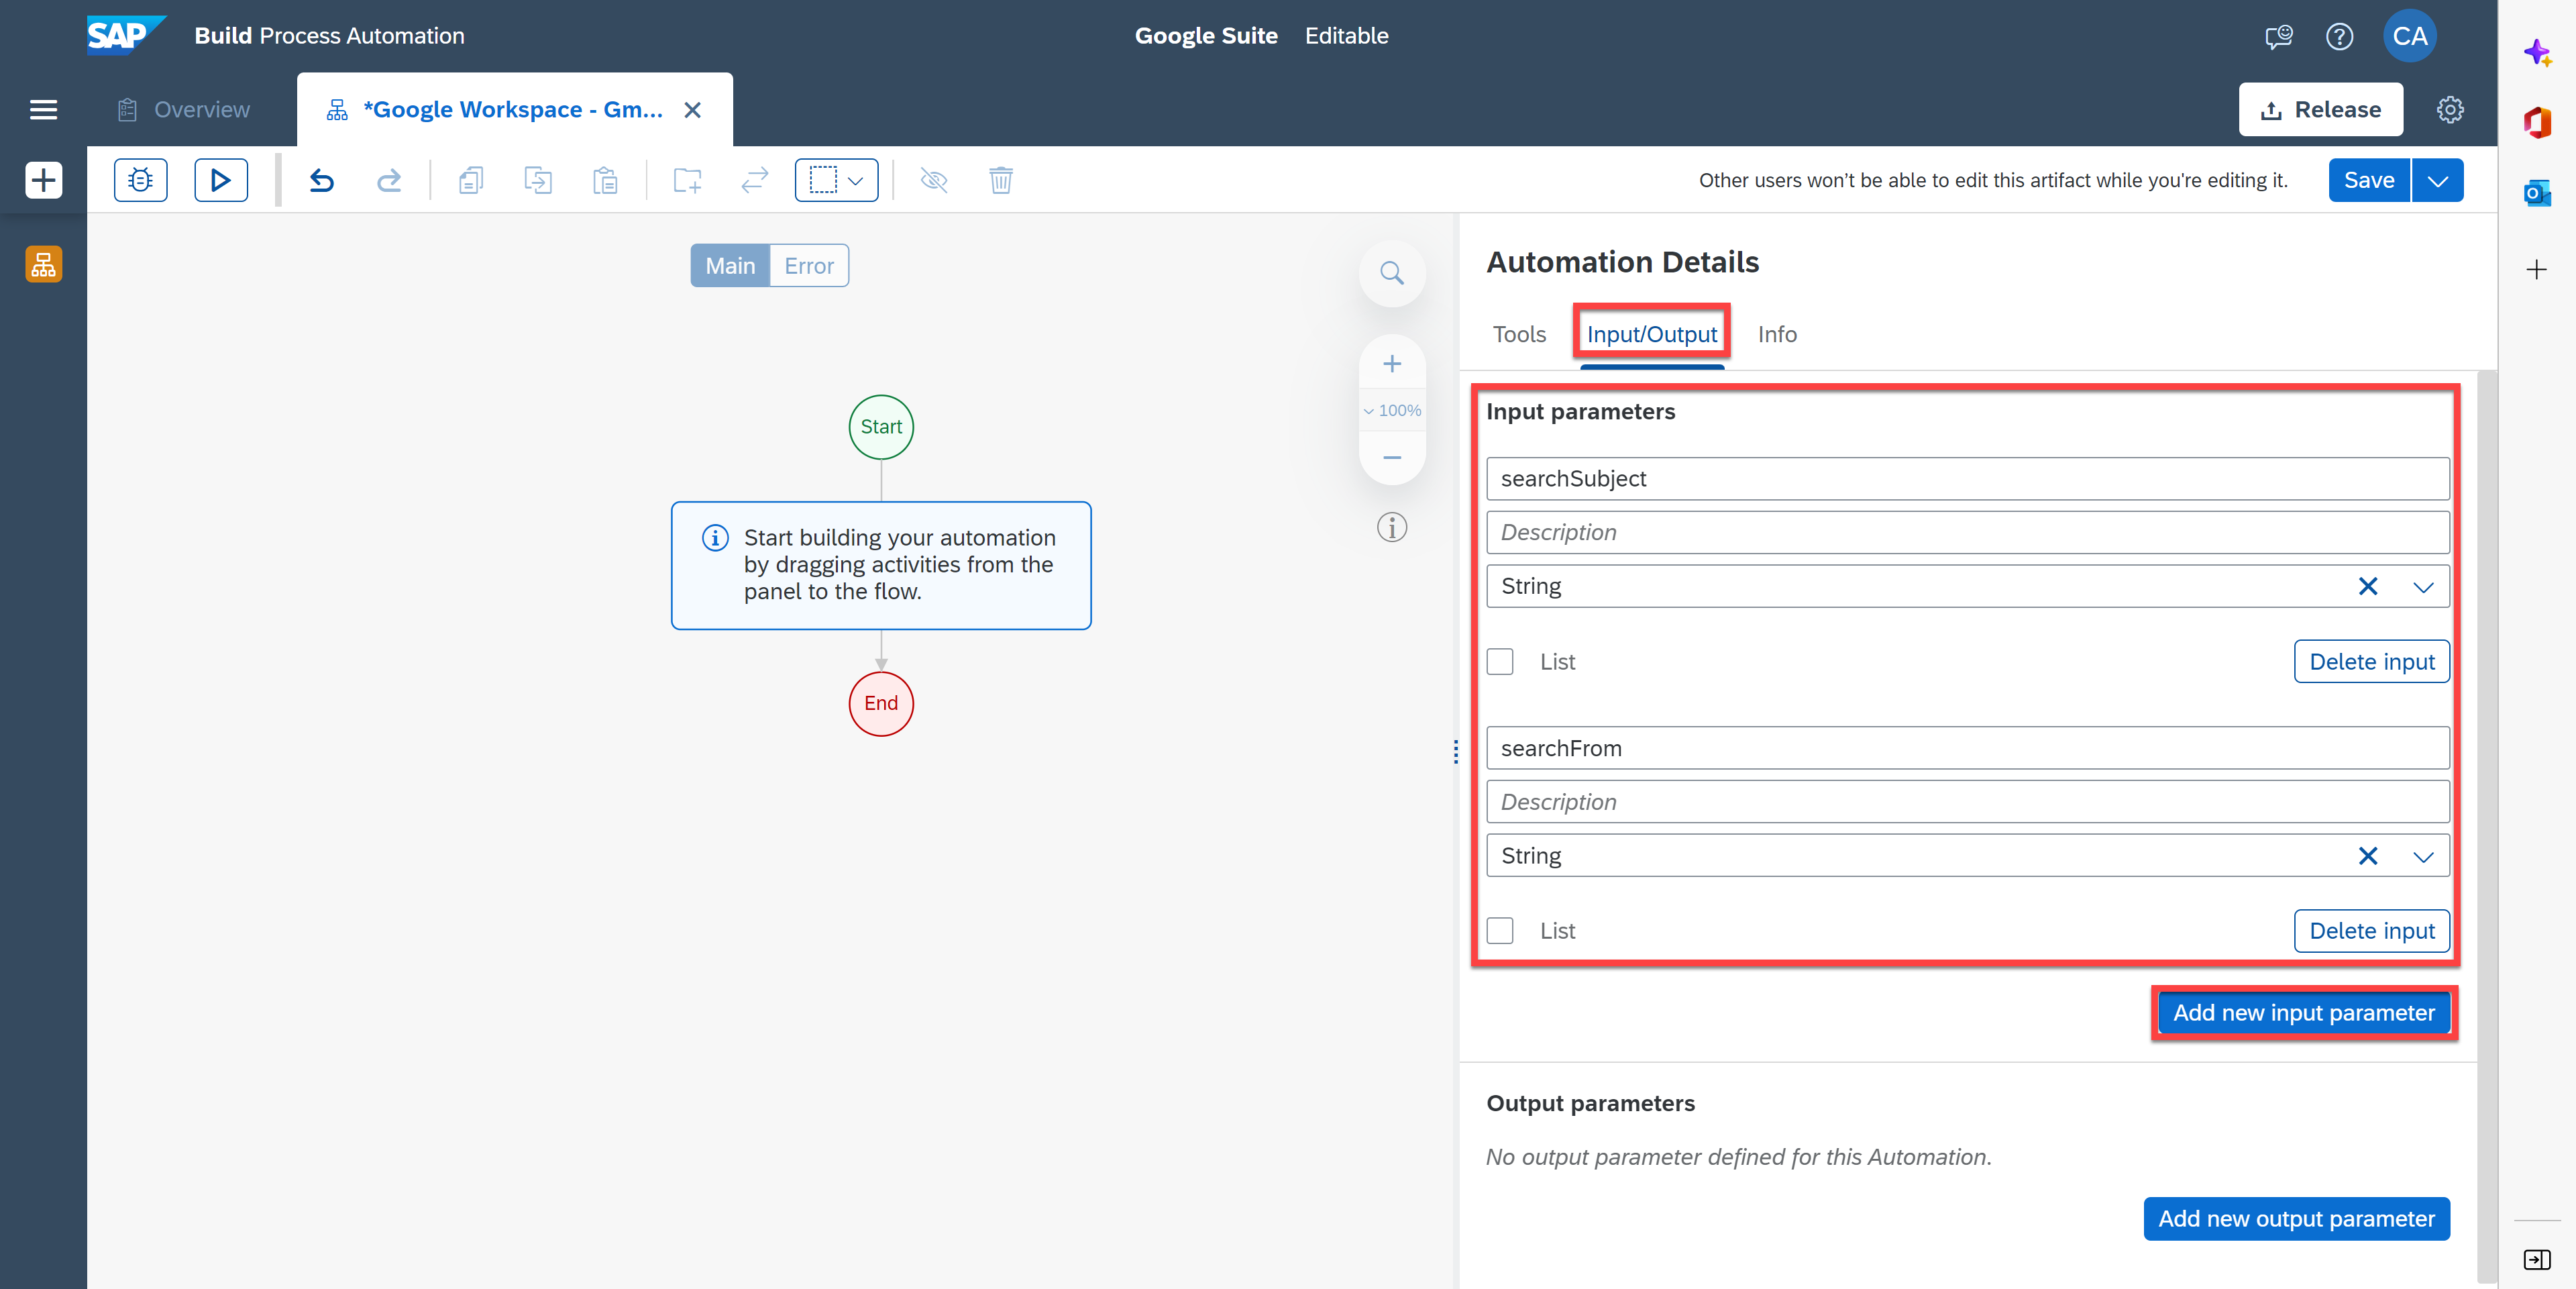 SAP Build Process Automation
Google Suite Editable
CA
Overview
*Google Workspace - Gm...
Release
Other users won't be able to edit this artifact while you're editing it.
Save
Main
Error
100%
Start
Start building your automation
by dragging activities from the
panel to the flow.
End
Automation Details
Tools
Input/Output
Info
Input parameters
searchSubject
Description
String
List
Delete input
searchFrom
Description
String
List
Delete input
Add new input parameter
Output parameters
No output parameter defined for this Automation.
Add new output parameter